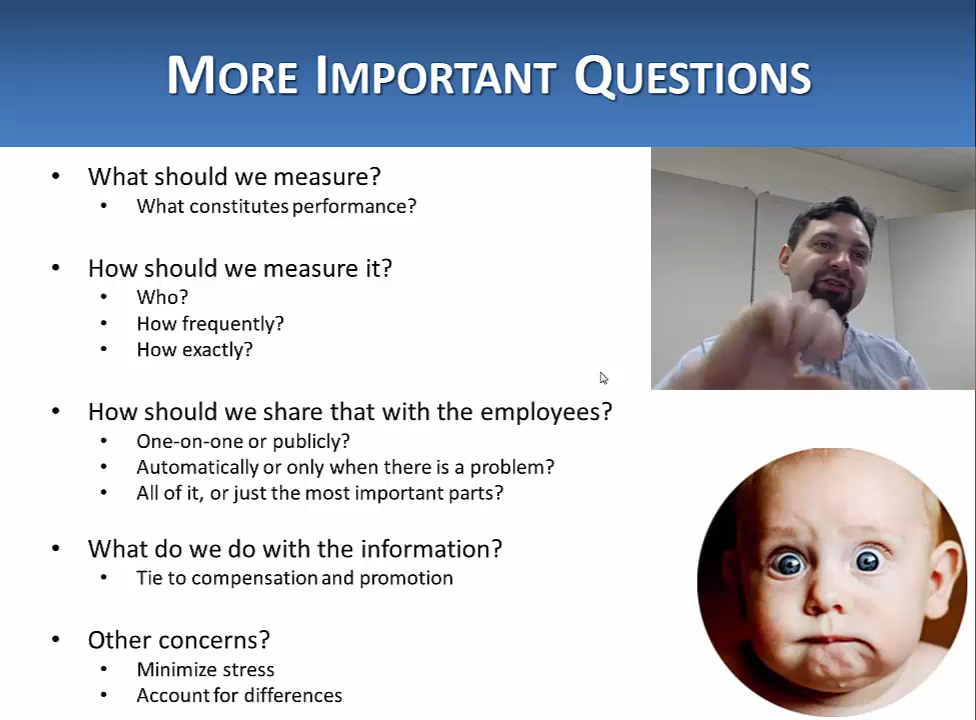 MORE IMPORTANT QUESTIONS
• What should we measure?
• What constitutes performance?
• How should we measure it?
• Who?
• How frequently?
• How exactly?
• How should we share that with the employees?
• One-on-one or publicly?
• Automatically or only when there is a problem?
• All of it, or just the most important parts?
• What do we do with the information?
• Tie to compensation and promotion
• Other concerns?
• Minimize stress
• Account for differences